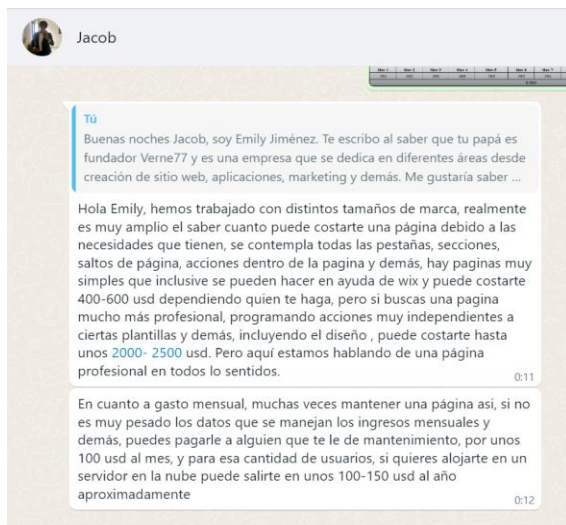 Jacob
Tú
Buenas noches Jacob, soy Emily Jiménez. Te escribo al saber que tu papá es
fundador Verne77 y es una empresa que se dedica en diferentes áreas desde
creación de sitio web, aplicaciones, marketing y demás. Me gustaría saber ...
Hola Emily, hemos trabajado con distintos tamaños de marca, realmente
es muy amplio el saber cuanto puede costarte una página debido a las
necesidades que tienen, se contempla todas las pestañas, secciones,
saltos de página, acciones dentro de la pagina y demás, hay paginas muy
simples que inclusive se pueden hacer en ayuda de wix y puede costarte
400-600 usd dependiendo quien te haga, pero si buscas una pagina
mucho más profesional, programando acciones muy independientes a
ciertas plantillas y demás, incluyendo el diseño , puede costarte hasta
unos 2000- 2500 usd. Pero aquí estamos hablando de una página
profesional en todos lo sentidos.
0:11
En cuanto a gasto mensual, muchas veces mantener una página asi, si no
es muy pesado los datos que se manejan los ingresos mensuales y
demás, puedes pagarle a alguien que te le de mantenimiento, por unos
100 usd al mes, y para esa cantidad de usuarios, si quieres alojarte en un
servidor en la nube puede salirte en unos 100-150 usd al año
aproximadamente
0:12